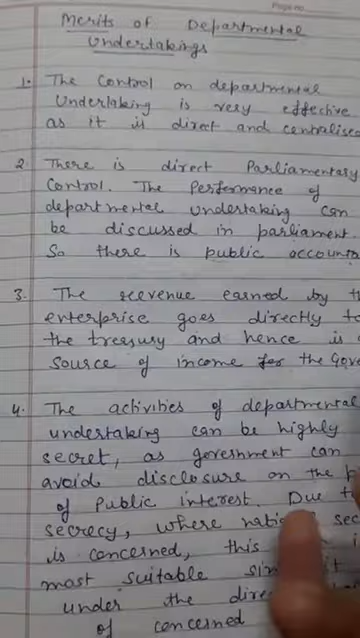 Page no.
Merits of Departmental
Undertakings
1. The Control on departmental
Undertaking is very effective
as it is direct and centralised
2. There is direct Parliamentary
Control. The Performance of
departmental Undertaking can
be discussed in parliament.
So there is public
3. The revenue earned by
enterprise goes directly to
the treasury and hence is
Source of income for the
4. The activities of departmental
undertaking can be highly
secret, as government can
avoid disclosure on the
of Public interest. Due
secrecy, where
is concerned, this
most suitable
under the
of concerned